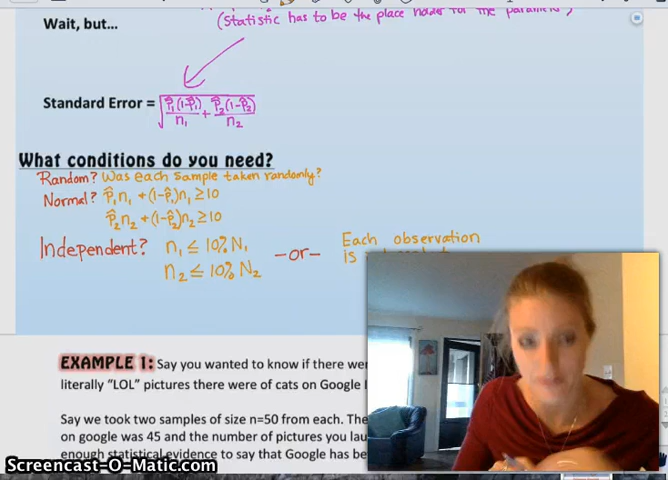 (Statistic has to be the place holder for the
Wait, but...
Standard Error = √ p̂₁(1-p̂₁)/n₁ + p̂₂(1-p̂₂)/n₂
What conditions do you need?
Random? Was each sample taken randomly?
Normal? p̂₁n₁ + (1-p̂₁)n₁ ≥ 10
p̂₂n₂ + (1-p̂₂)n₂ ≥ 10
Independent? n₁ ≤ 10% N₁ -or- Each observation
n₂ ≤ 10% N₂ is
EXAMPLE 1: Say you wanted to know if there
literally "LOL" pictures there were of cats on Google
Say we took two samples of size n=50 from each.
on google was 45 and the number of pictures you
enough statistical evidence to say that Google has
Screencast-O-Matic.com